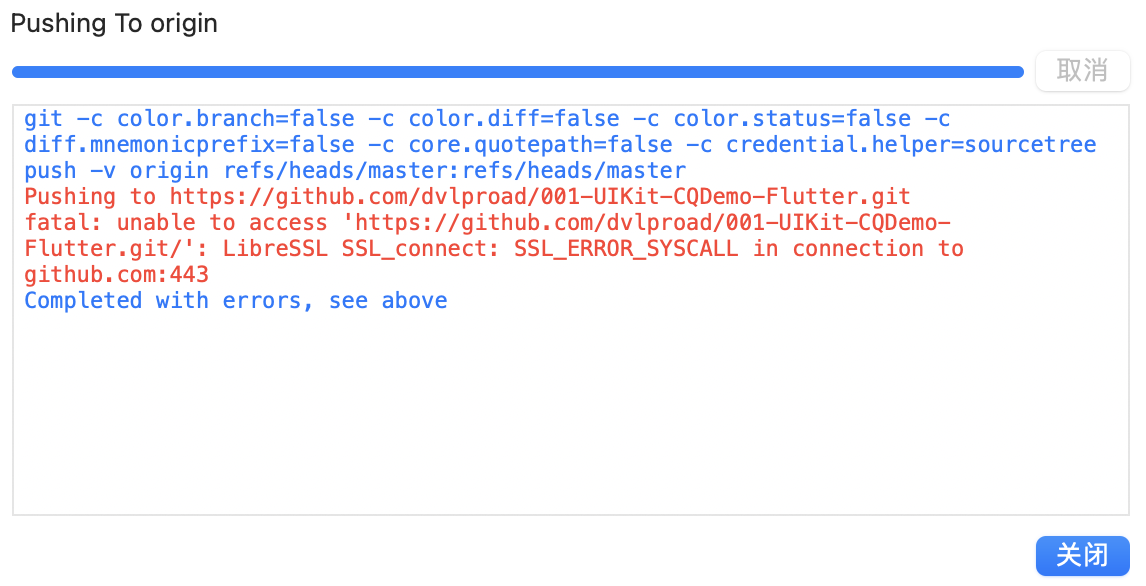 Pushing To origin
取消
git -c color.branch=false -c color.diff=false -c color.status=false -c
diff.mnemonicprefix=false -c core.quotepath=false -c credential.helper=sourcetree
push -v origin refs/heads/master:refs/heads/master
Pushing to https://github.com/dvlproad/001-UIKit-CQDemo-Flutter.git
fatal: unable to access 'https://github.com/dvlproad/001-UIKit-CQDemo-
Flutter.git/': LibreSSL SSL_connect: SSL_ERROR_SYSCALL in connection to
github.com:443
Completed with errors, see above
关闭